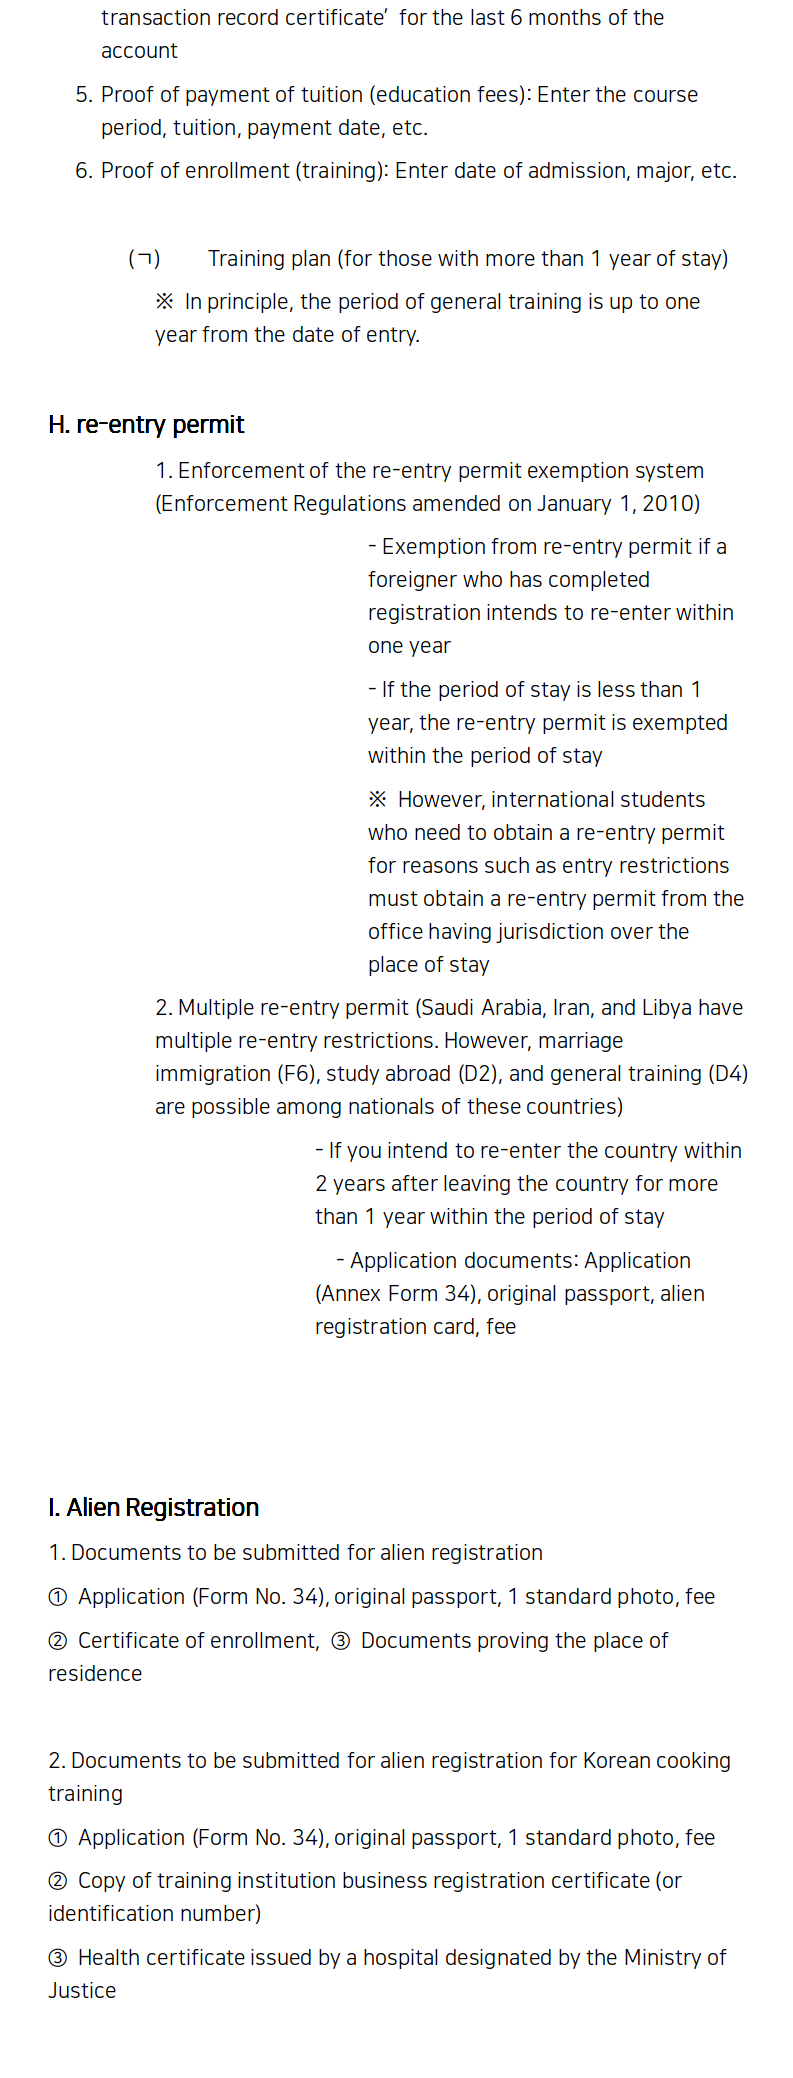 transaction record certificate’ for the last 6 months of the
account
5. Proof of payment of tuition (education fees): Enter the course
period, tuition, payment date, etc.
6. Proof of enrollment (training): Enter date of admission, major, etc.
(ㄱ) Training plan (for those with more than 1 year of stay)
※ In principle, the period of general training is up to one
year from the date of entry.
H. re-entry permit
1. Enforcement of the re-entry permit exemption system
(Enforcement Regulations amended on January 1, 2010)
- Exemption from re-entry permit if a
foreigner who has completed
registration intends to re-enter within
one year
- If the period of stay is less than 1
year, the re-entry permit is exempted
within the period of stay
※ However, international students
who need to obtain a re-entry permit
for reasons such as entry restrictions
must obtain a re-entry permit from the
office having jurisdiction over the
place of stay
2. Multiple re-entry permit (Saudi Arabia, Iran, and Libya have
multiple re-entry restrictions. However, marriage
immigration (F6), study abroad (D2), and general training (D4)
are possible among nationals of these countries)
- If you intend to re-enter the country within
2 years after leaving the country for more
than 1 year within the period of stay
- Application documents: Application
(Annex Form 34), original passport, alien
registration card, fee
I. Alien Registration
1. Documents to be submitted for alien registration
① Application (Form No. 34), original passport, 1 standard photo, fee
② Certificate of enrollment, ③ Documents proving the place of
residence
2. Documents to be submitted for alien registration for Korean cooking
training
① Application (Form No. 34), original passport, 1 standard photo, fee
② Copy of training institution business registration certificate (or
identification number)
③ Health certificate issued by a hospital designated by the Ministry of
Justice